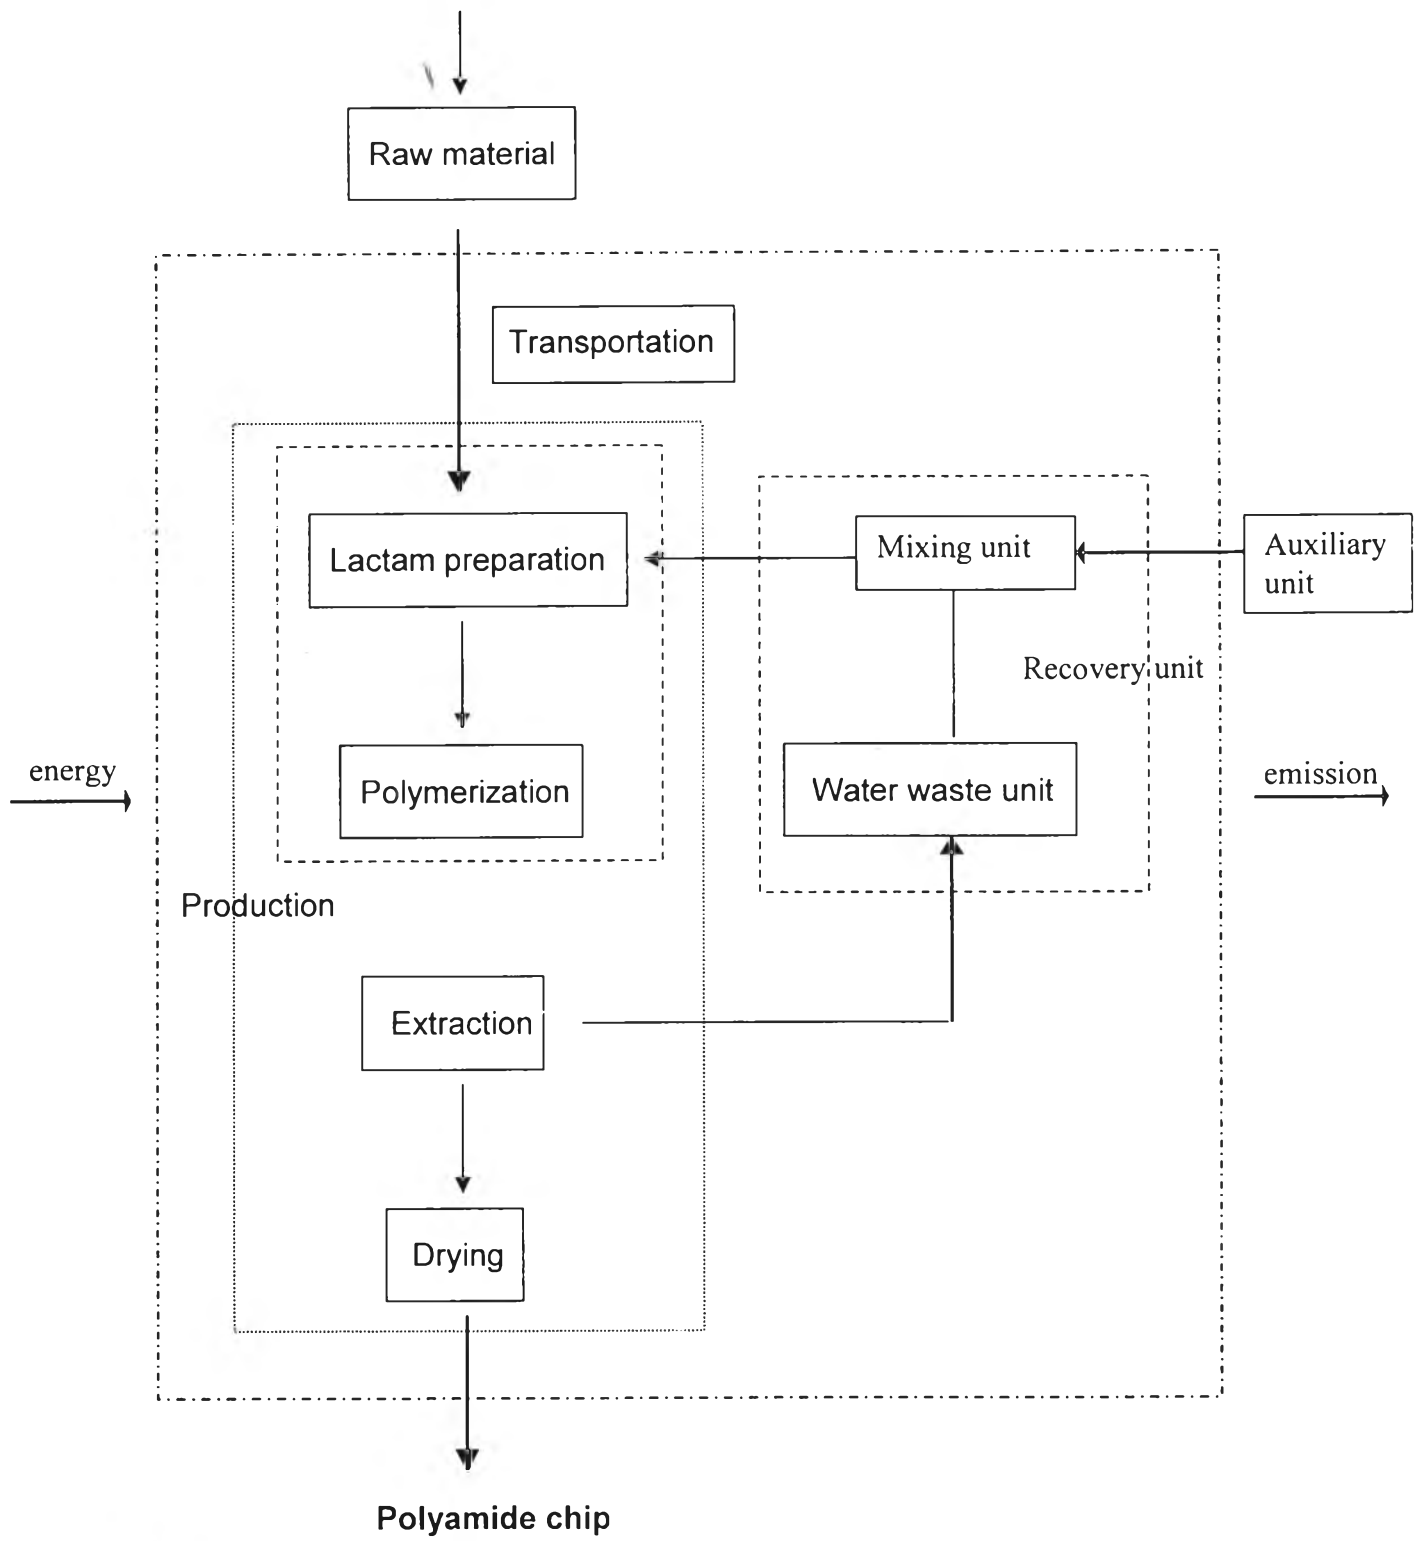 Raw material
Transportation
Lactam preparation
Mixing unit
Auxiliary
unit
Recovery unit
energy
Polymerization
Water waste unit
emission
Production
Extraction
Drying
Polyamide chip